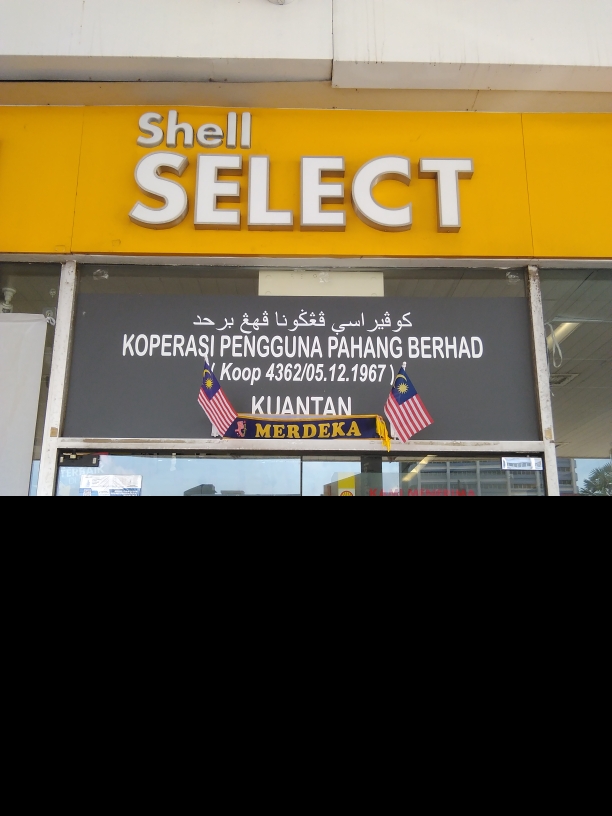 Shell
SELECT
كوڤيراسي ڤڠݢونا ڤهڠ برحد
KOPERASI PENGGUNA PAHANG BERHAD
( Koop 4362/05.12.1967 )
KUANTAN
MERDEKA